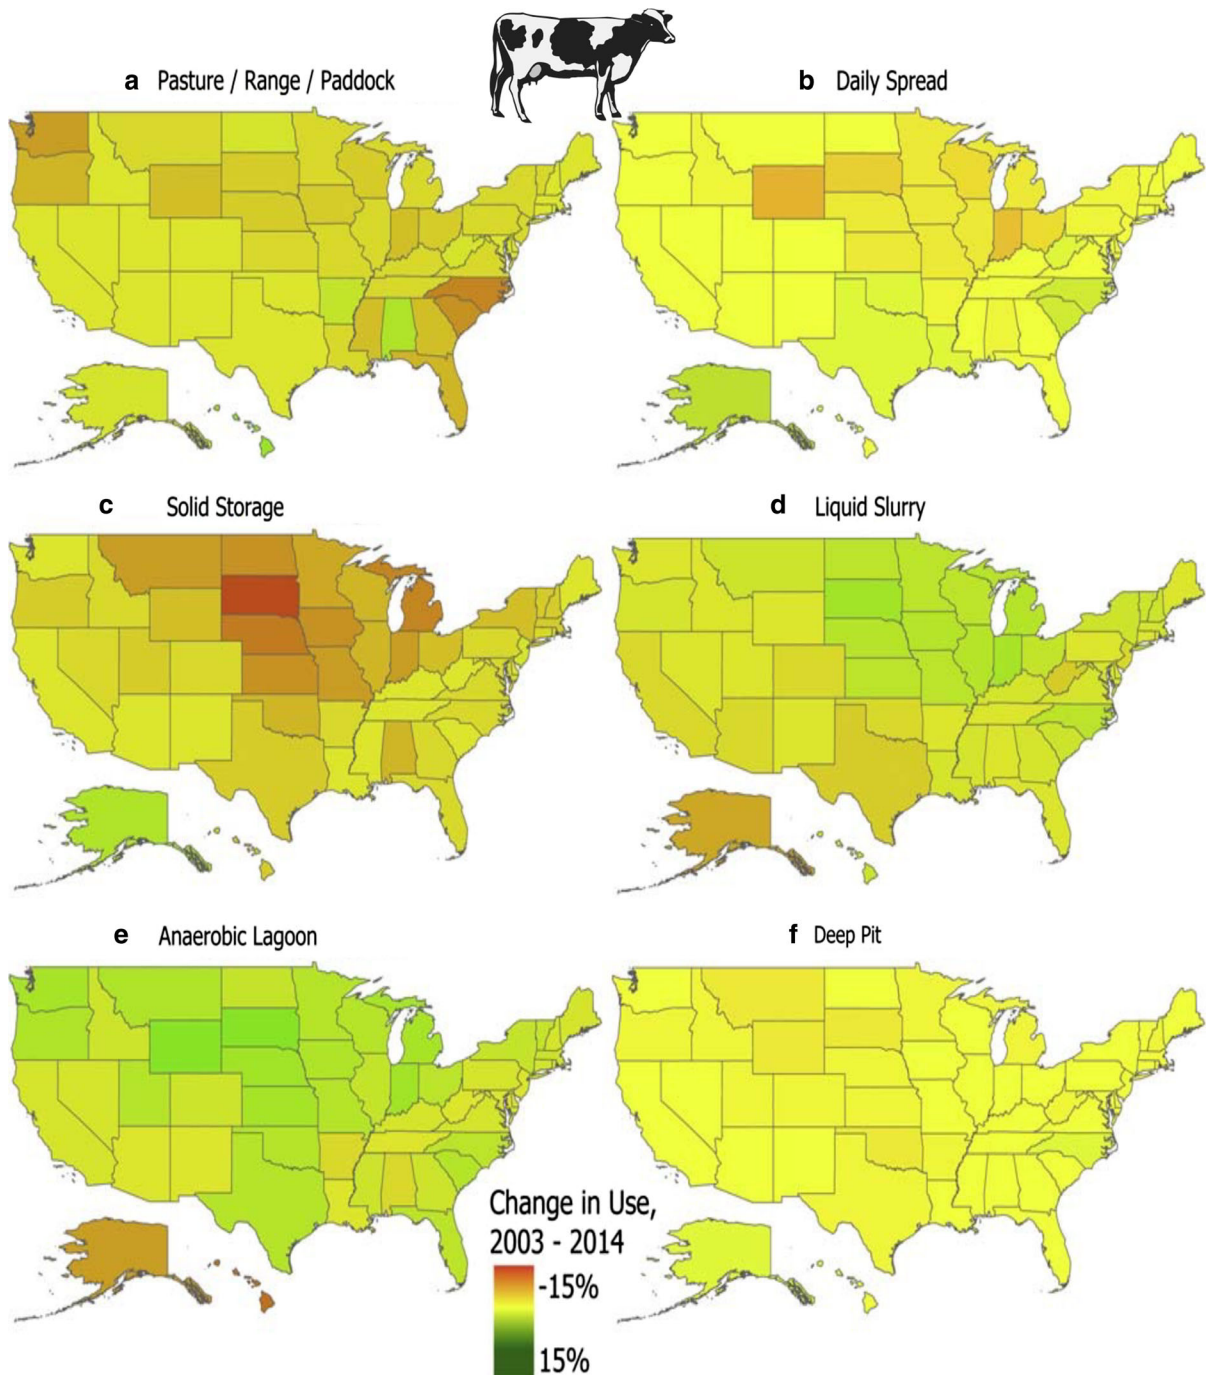 a Pasture / Range / Paddock
b Daily Spread
c Solid Storage
d Liquid Slurry
e Anaerobic Lagoon
f Deep Pit
Change in Use,
2003 - 2014
-15%
15%